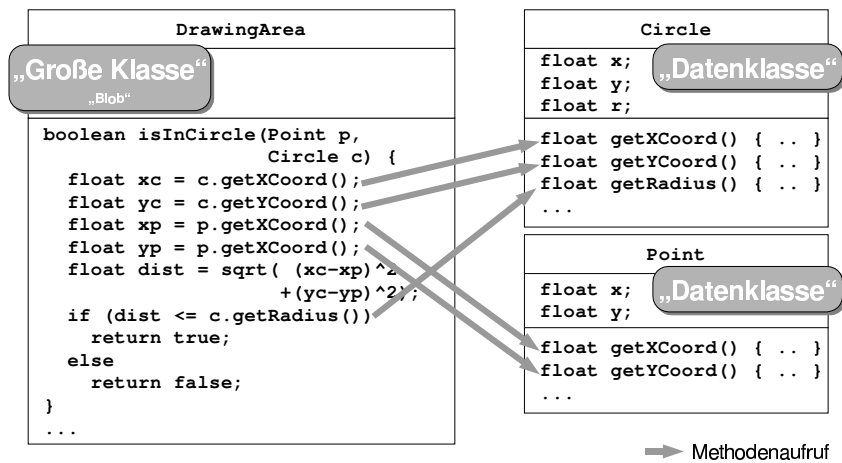 DrawingArea
„Große Klasse“
„Blob“
boolean isInCircle(Point p,
Circle c) {
float xc = c.getXCoord();
float yc = c.getYCoord();
float xp = p.getXCoord();
float yp = p.getYCoord();
float dist = sqrt( (xc-xp)^2
+(yc-yp)^2);
if (dist <= c.getRadius())
return true;
else
return false;
}
...
Circle
float x;
„Datenklasse“
float y;
float r;
float getXCoord() { .. }
float getYCoord() { .. }
float getRadius() { .. }
...
Point
float x;
„Datenklasse“
float y;
float getXCoord() { .. }
float getYCoord() { .. }
...
Methodenaufruf